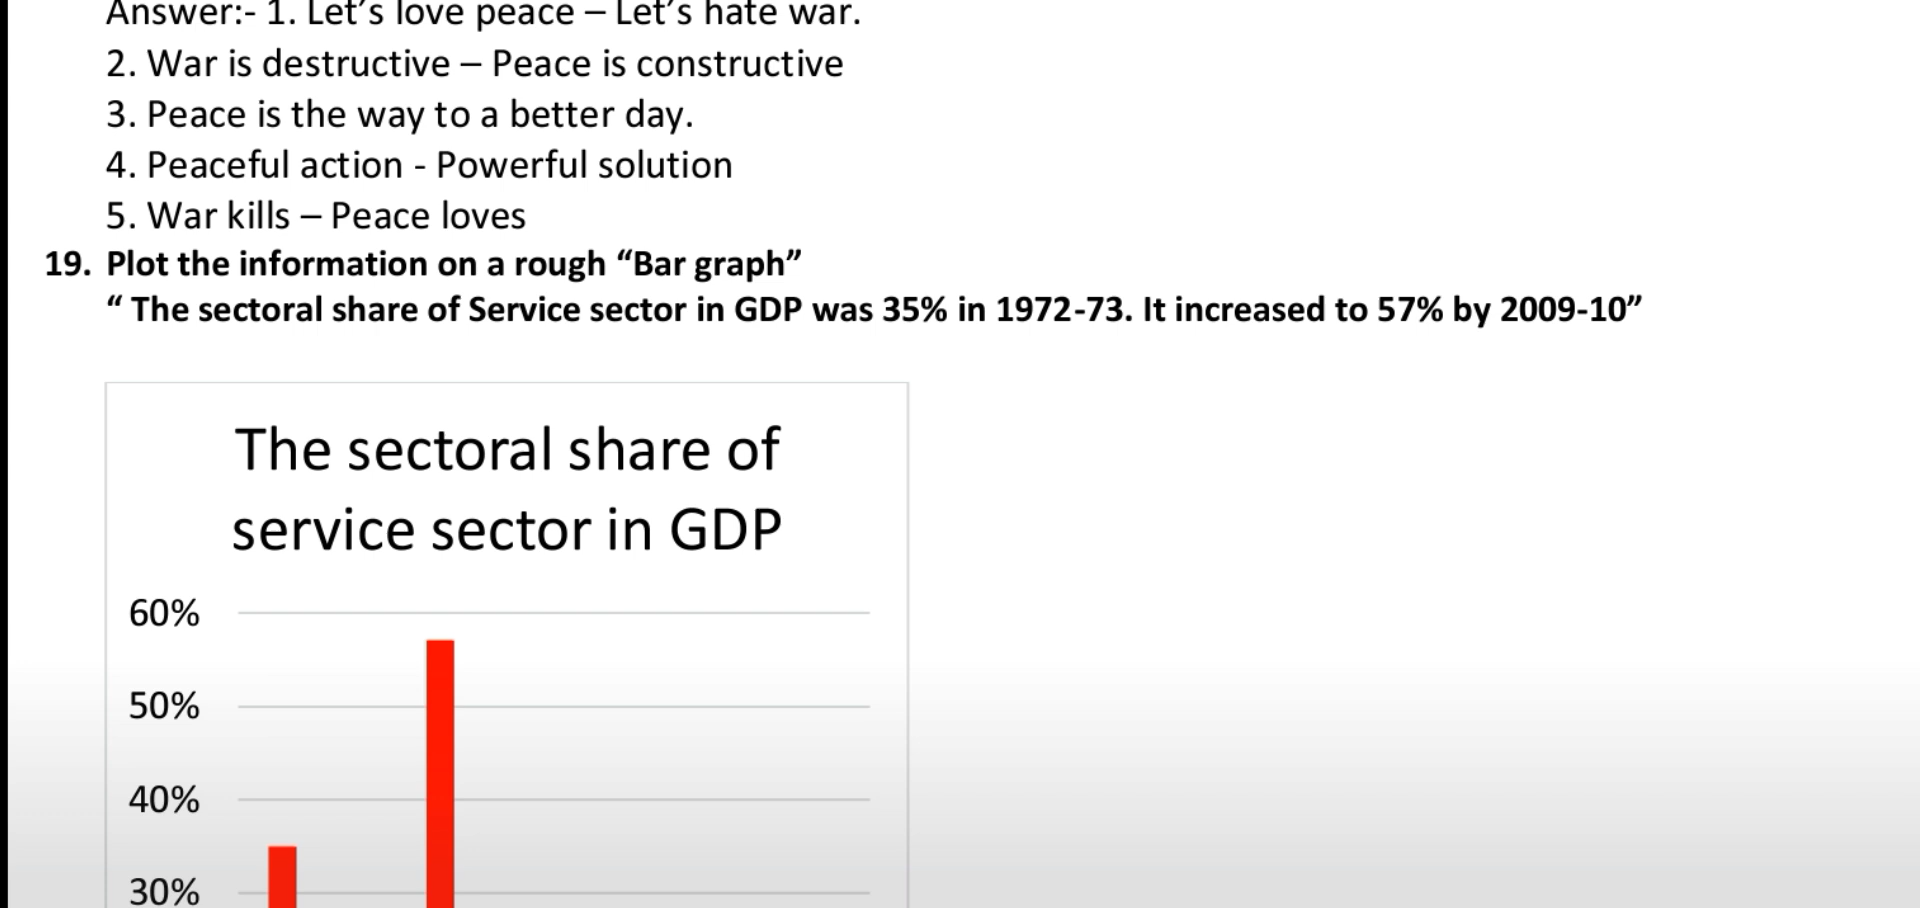 Answer:- 1. Let’s love peace – Let’s hate war.
2. War is destructive – Peace is constructive
3. Peace is the way to a better day.
4. Peaceful action - Powerful solution
5. War kills – Peace loves
19. Plot the information on a rough “Bar graph”
“ The sectoral share of Service sector in GDP was 35% in 1972-73. It increased to 57% by 2009-10”
The sectoral share of
service sector in GDP
60%
50%
40%
30%